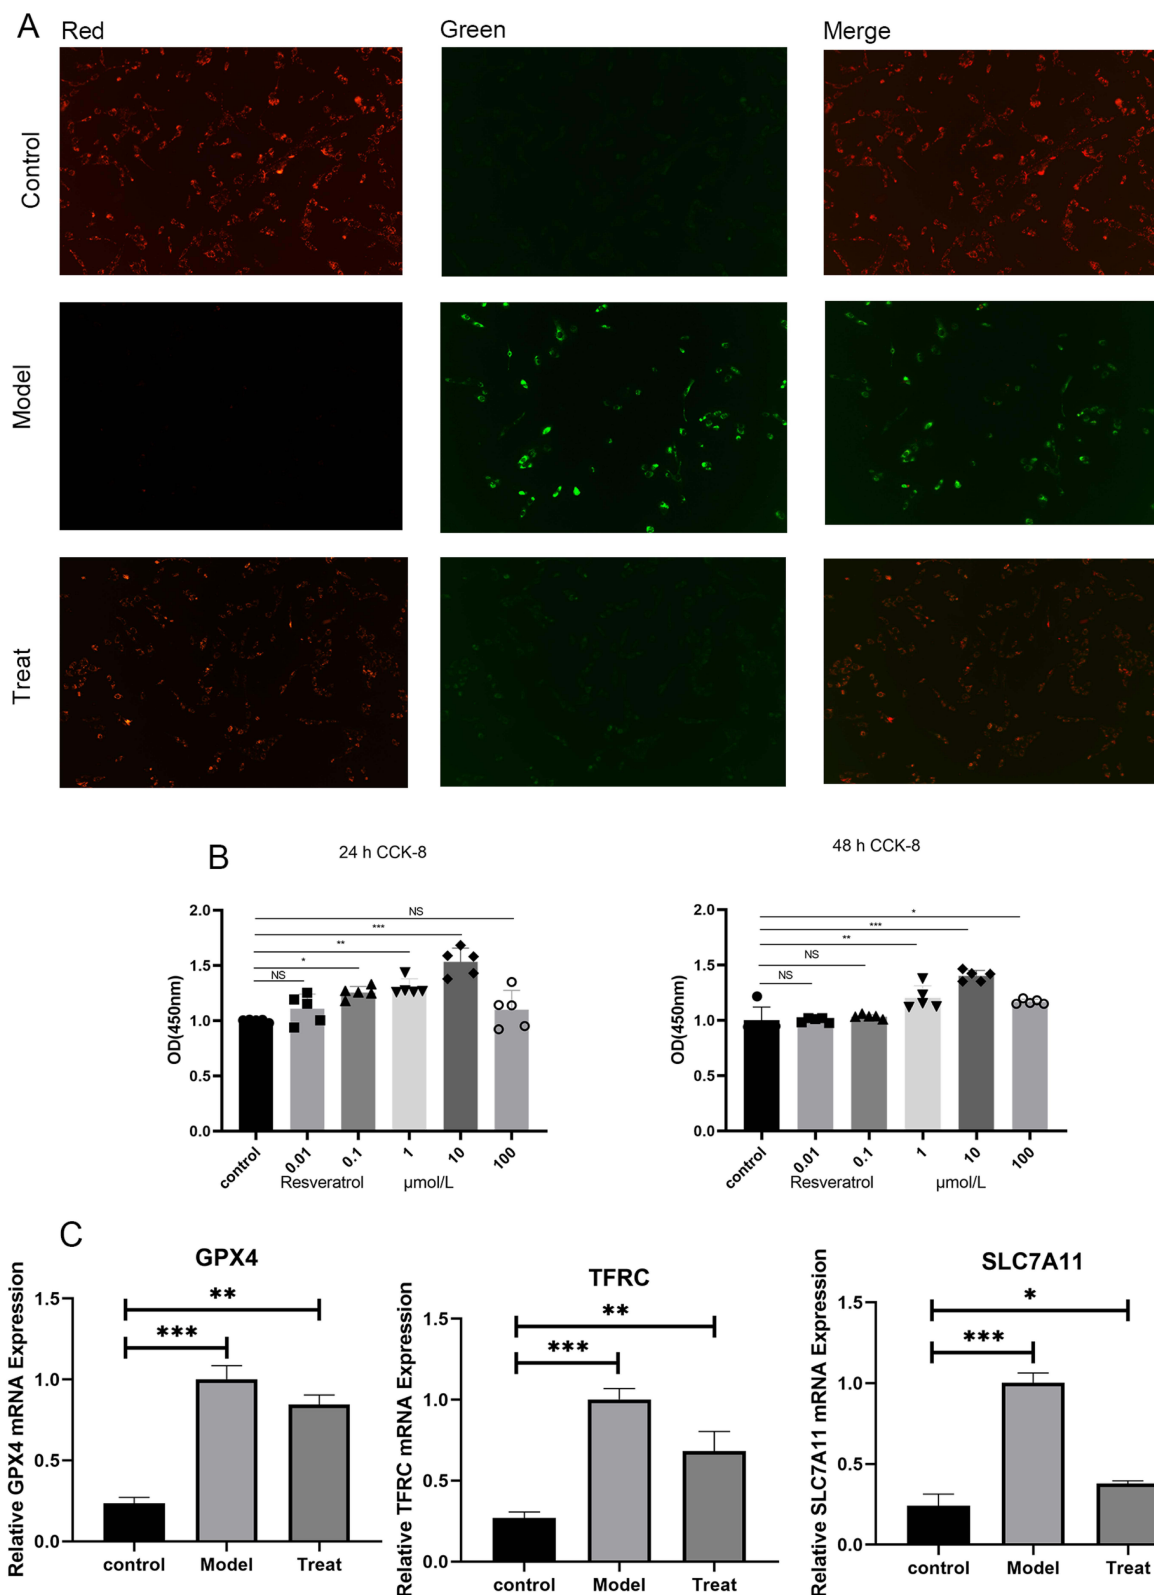 A
Red
Green
Merge
Control
Model
Treat
B
24 h CCK-8
OD(450nm)
2.0
1.5
1.0
0.5
0.0
NS
***
**
*
NS
control
0.01
0.1
1
10
100
Resveratrol
µmol/L
48 h CCK-8
OD(450nm)
2.0
1.5
1.0
0.5
0.0
*
***
**
NS
NS
control
0.01
0.1
1
10
100
Resveratrol
µmol/L
C
GPX4
Relative GPX4 mRNA Expression
1.5
1.0
0.5
0.0
**
***
control
Model
Treat
TFRC
Relative TFRC mRNA Expression
1.5
1.0
0.5
0.0
**
***
control
Model
Treat
SLC7A11
Relative SLC7A11 mRNA Expression
1.5
1.0
0.5
0.0
*
***
control
Model
Treat